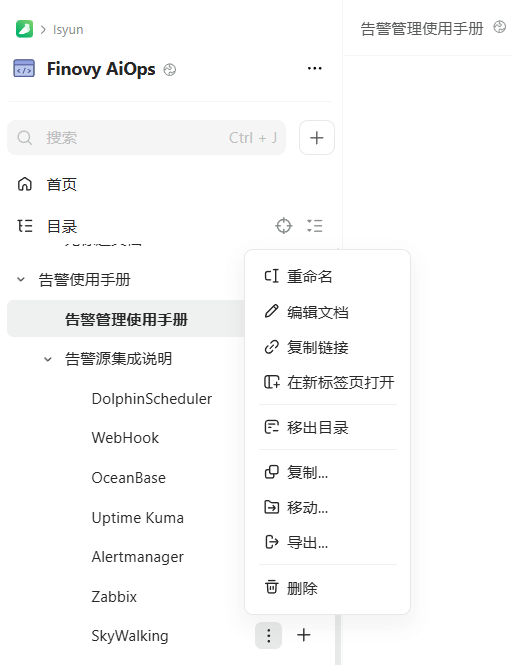 lsyun
Finovy AiOps
搜索 Ctrl + J
首页
目录
告警使用手册
告警管理使用手册
告警源集成说明
DolphinScheduler
WebHook
OceanBase
Uptime Kuma
Alertmanager
Zabbix
SkyWalking
重命名
编辑文档
复制链接
在新标签页打开
移出目录
复制...
移动...
导出...
删除
告警管理使用手册